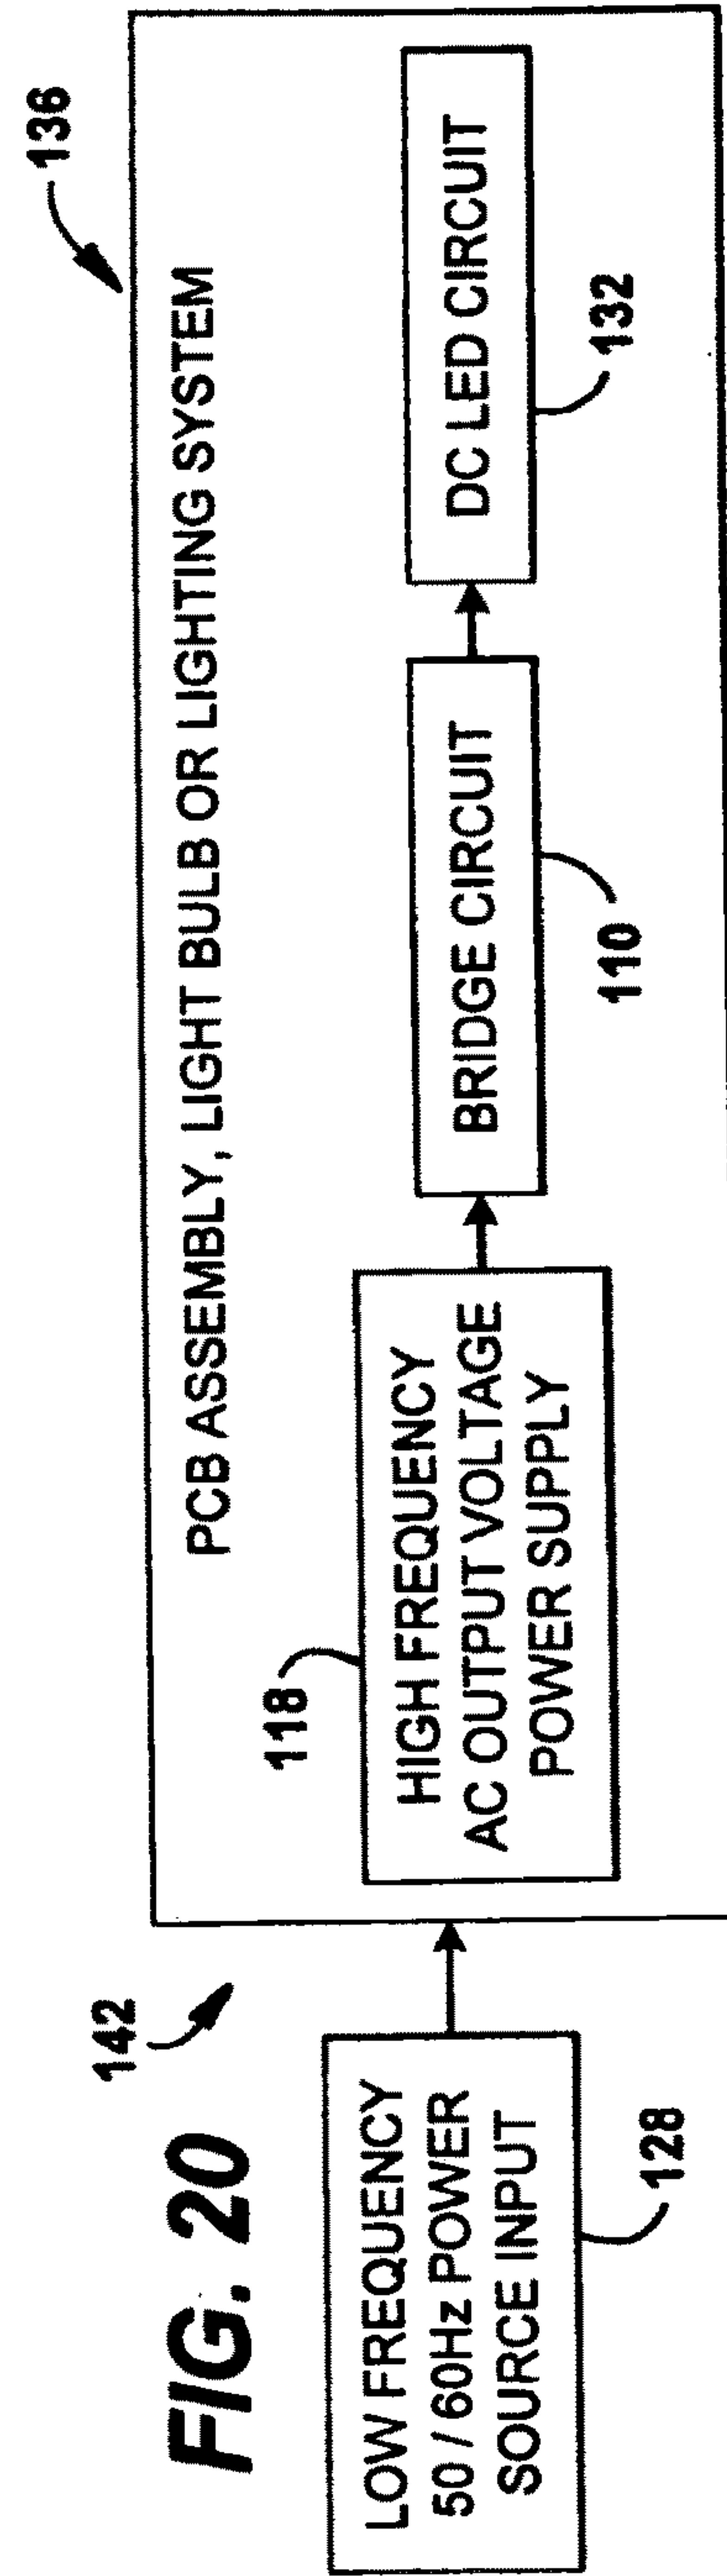 FIG. 20
142
136
PCB ASSEMBLY, LIGHT BULB OR LIGHTING SYSTEM
LOW FREQUENCY
50 / 60Hz POWER
SOURCE INPUT
128
118
HIGH FREQUENCY
AC OUTPUT VOLTAGE
POWER SUPPLY
BRIDGE CIRCUIT
110
DC LED CIRCUIT
132